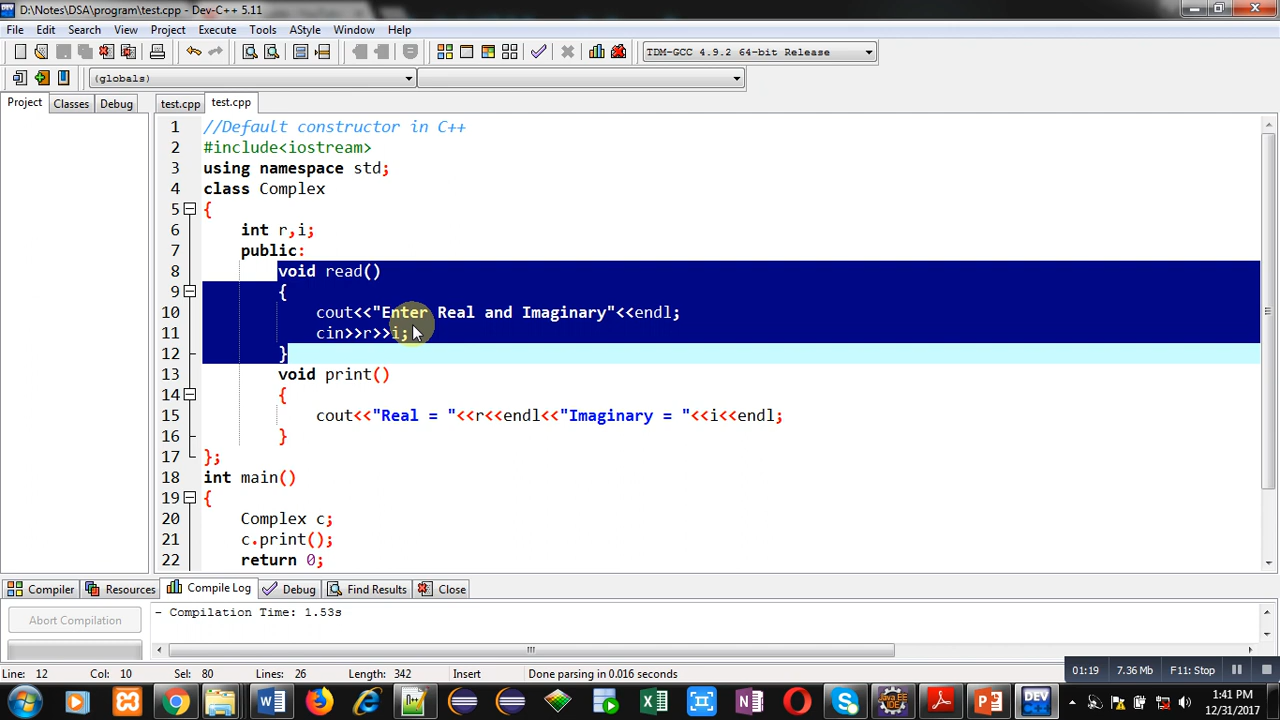 D:\Notes\DSA\program\test.cpp - Dev-C++ 5.11
File Edit Search View Project Execute Tools AStyle Window Help
TDM-GCC 4.9.2 64-bit Release
(globals)
Project Classes Debug test.cpp test.cpp
1 //Default constructor in C++
2 #include<iostream>
3 using namespace std;
4 class Complex
5 {
6 int r,i;
7 public:
8 void read()
9 {
10 cout<<"Enter Real and Imaginary"<<endl;
11 cin>>r>>i;
12 }
13 void print()
14 {
15 cout<<"Real = "<<r<<endl<<"Imaginary = "<<i<<endl;
16 }
17 };
18 int main()
19 {
20 Complex c;
21 c.print();
22 return 0;
Compiler Resources Compile Log Debug Find Results Close
- Compilation Time: 1.53s
Abort Compilation
Line: 12 Col: 10 Sel: 80 Lines: 26 Length: 342 Insert Done parsing in 0.016 seconds
01:19 7.36 Mb F11: Stop
1:41 PM
12/31/2017